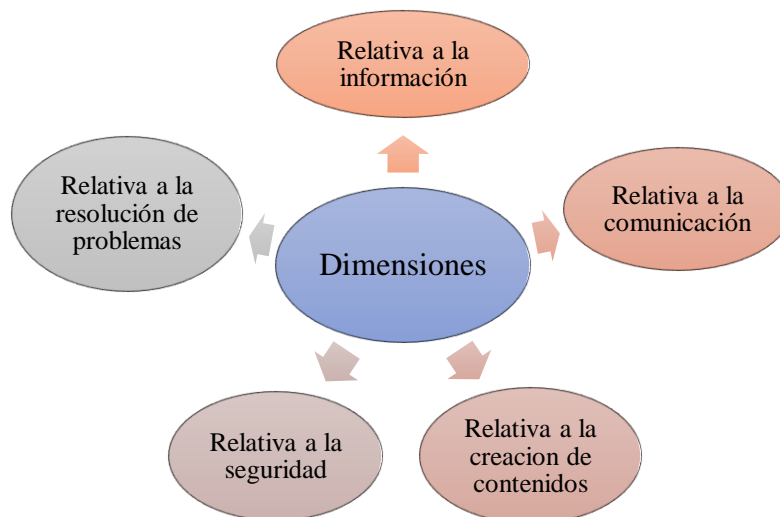 Relativa a la
información
Relativa a la
comunicación
Relativa a la
resolución de
problemas
Dimensiones
Relativa a la
seguridad
Relativa a la
creacion de
contenidos